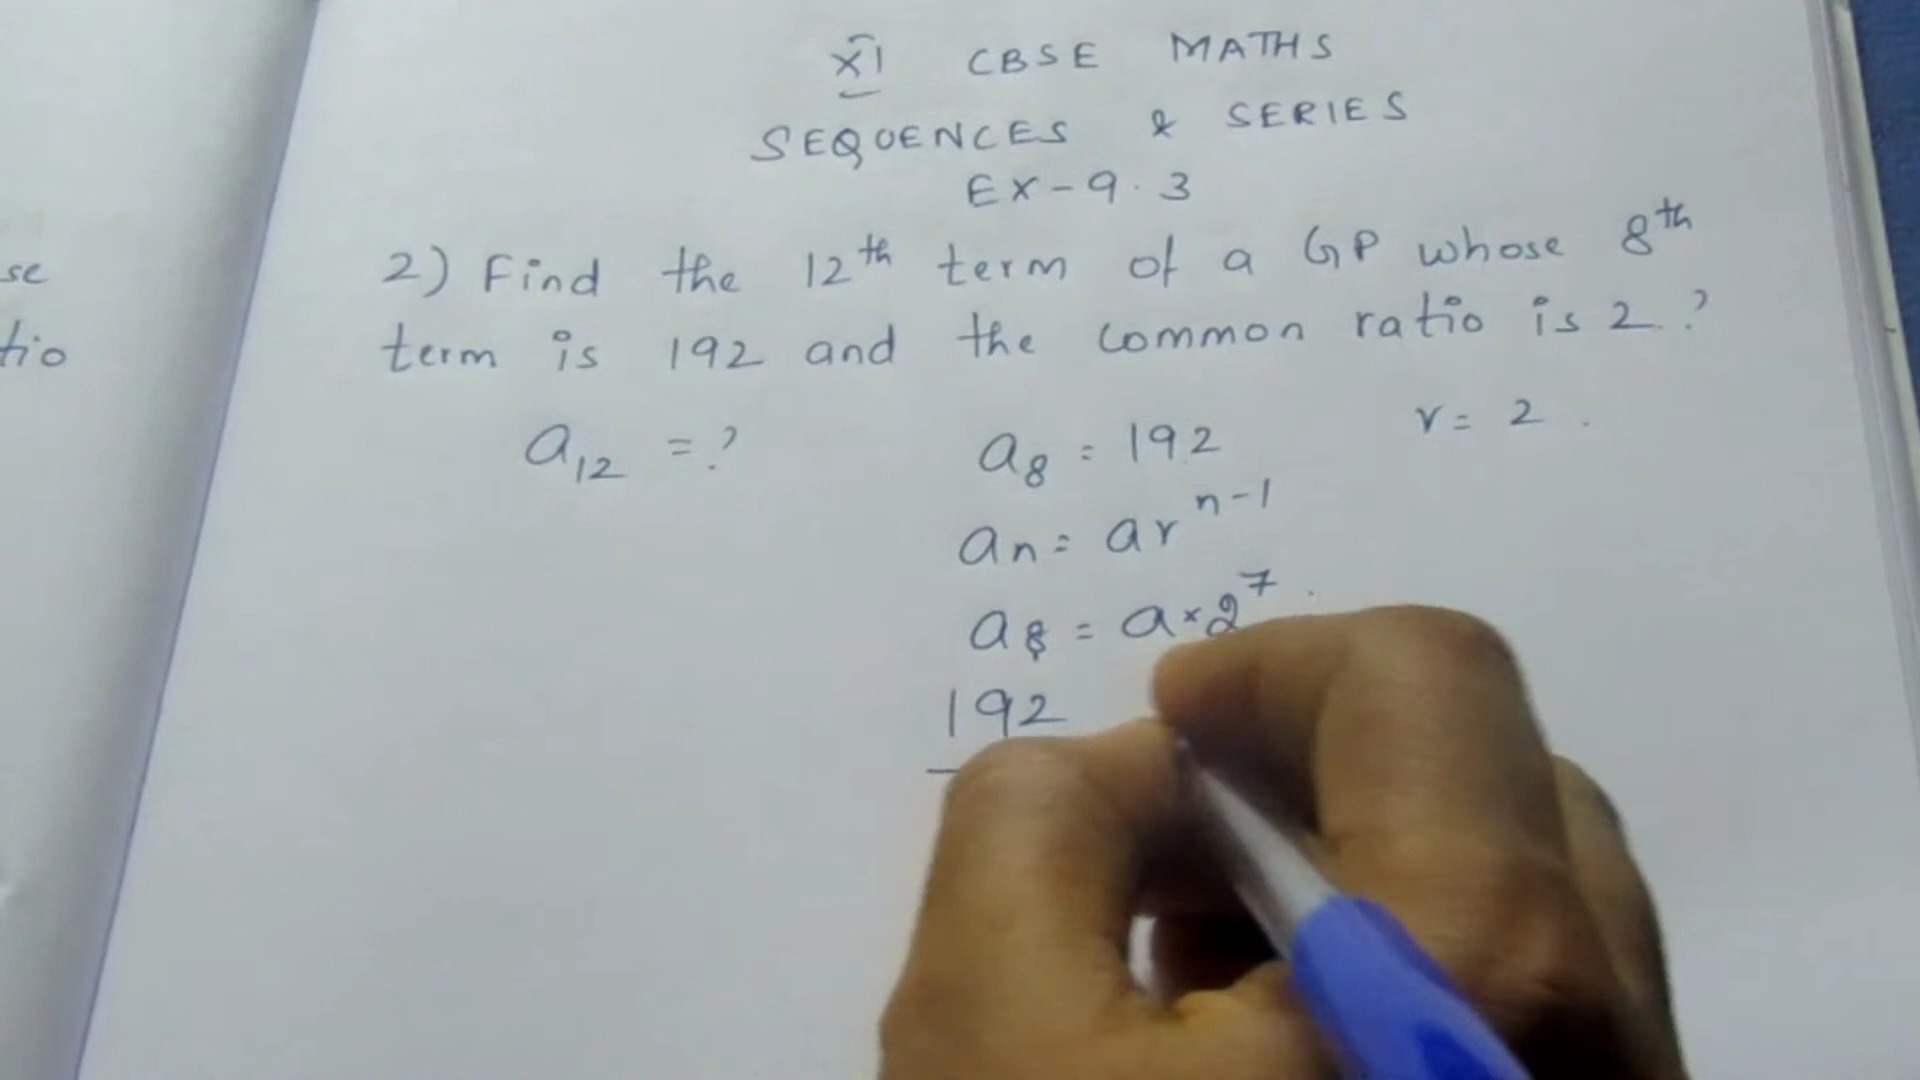 XI CBSE MATHS
SEQUENCES & SERIES
EX-9.3
2) Find the 12th term of a GP whose 8th
term is 192 and the common ratio is 2.?
a12 = ? a8 = 192 r = 2.
an = ar^n-1
a8 = a × 2^7.
192
se
tio